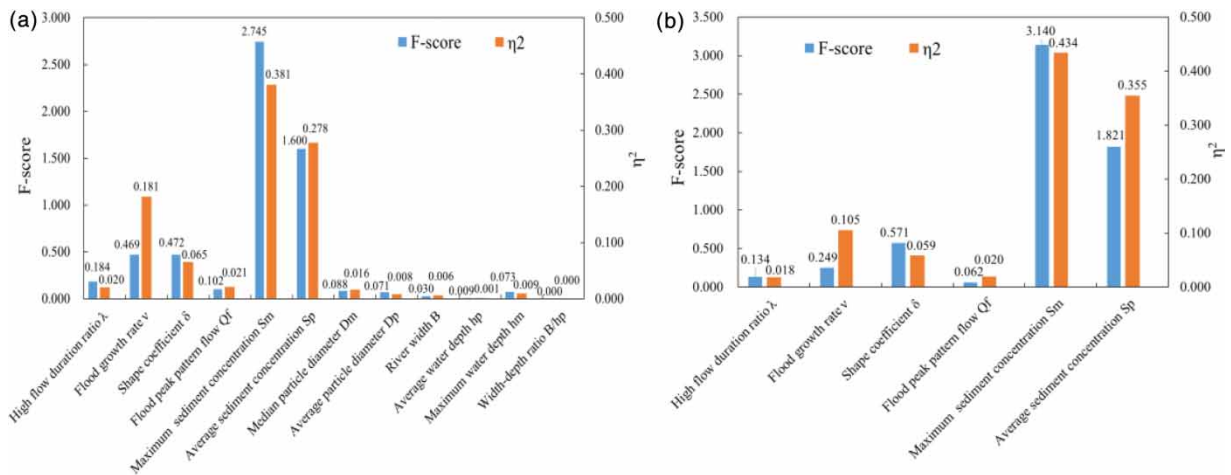 (a)
3.000
2.500
2.000
1.500
1.000
0.500
0.000
F-score
0.500
0.400
0.300
0.200
0.100
0.000
η²
F-score
η2
0.184
0.020
0.469
0.181
0.472
0.065
0.102
0.021
2.745
0.381
1.600
0.278
0.088
0.016
0.071
0.008
0.030
0.006
0.009
0.001
0.073
0.009
0.000
0.000
High flow duration ratio λ
Flood growth rate ν
Shape coefficient δ
Flood peak pattern flow Qf
Maximum sediment concentration Sm
Average sediment concentration Sp
Median particle diameter Dm
Average particle diameter Dp
River width B
Average water depth hp
Maximum water depth hm
Width-depth ratio B/hp
(b)
3.500
3.000
2.500
2.000
1.500
1.000
0.500
0.000
F-score
0.500
0.400
0.300
0.200
0.100
0.000
η²
F-score
η2
0.134
0.018
0.249
0.105
0.571
0.059
0.062
0.020
3.140
0.434
1.821
0.355
High flow duration ratio λ
Flood growth rate ν
Shape coefficient δ
Flood peak pattern flow Qf
Maximum sediment concentration Sm
Average sediment concentration Sp